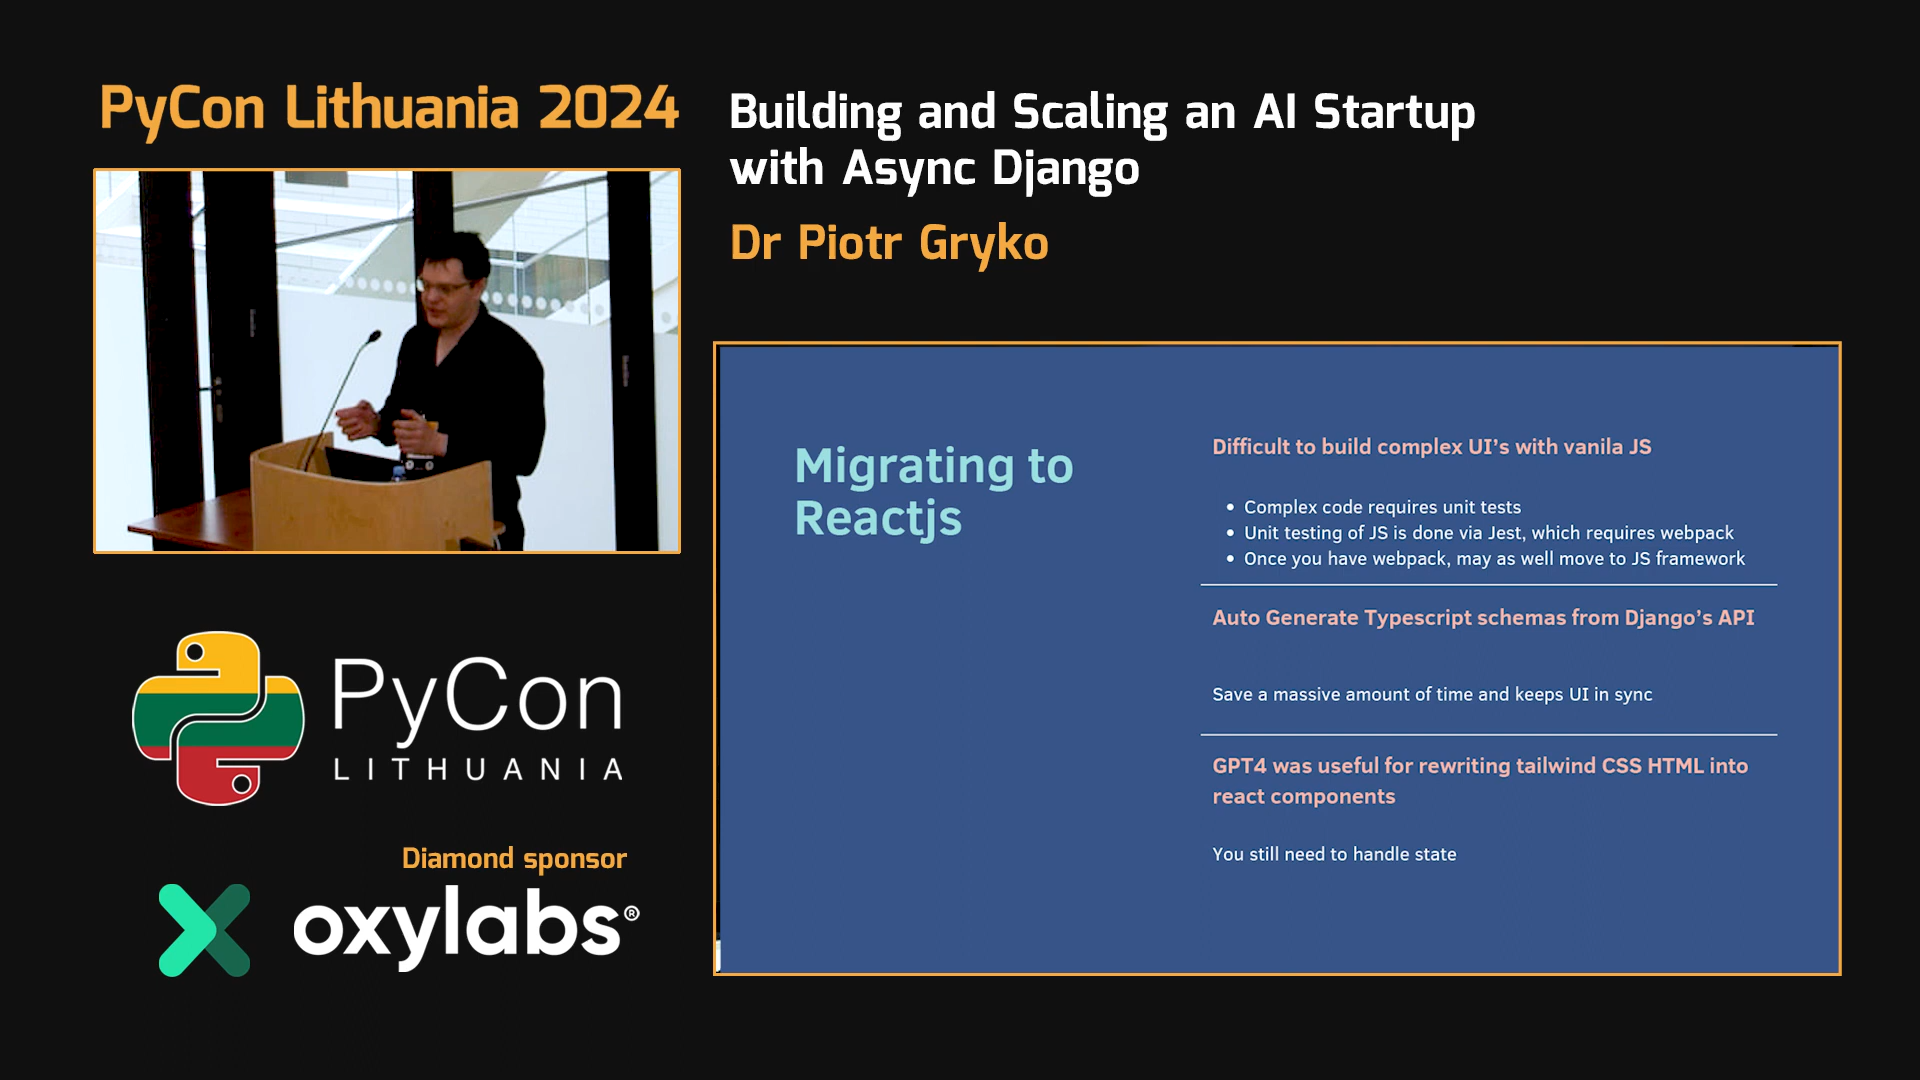 PyCon Lithuania 2024
Building and Scaling an AI Startup
with Async Django
Dr Piotr Gryko
Migrating to
Reactjs
Difficult to build complex UI's with vanila JS
• Complex code requires unit tests
• Unit testing of JS is done via Jest, which requires webpack
• Once you have webpack, may as well move to JS framework
Auto Generate Typescript schemas from Django's API
Save a massive amount of time and keeps UI in sync
GPT4 was useful for rewriting tailwind CSS HTML into
react components
You still need to handle state
PyCon
LITHUANIA
Diamond sponsor
oxylabs®